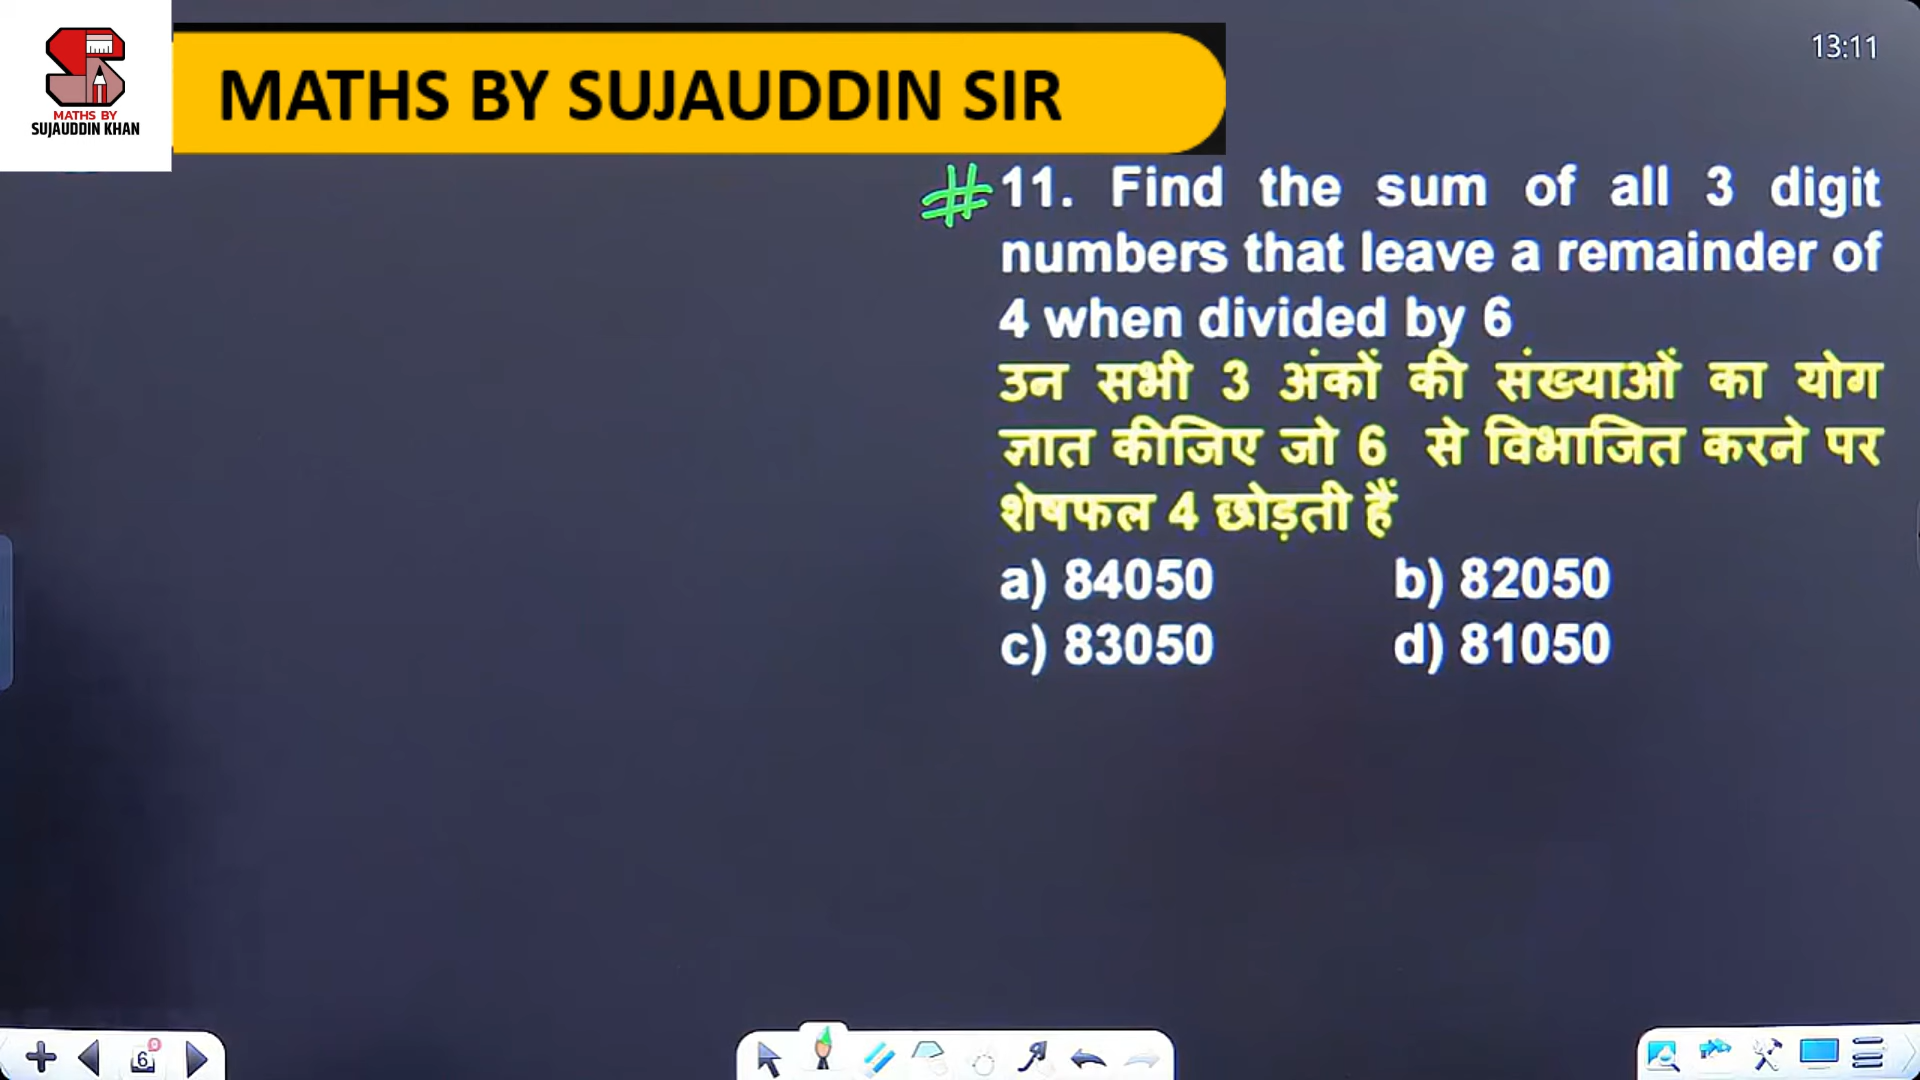 MATHS BY
SUJAUDDIN KHAN
MATHS BY SUJAUDDIN SIR
13:11
#11. Find the sum of all 3 digit
numbers that leave a remainder of
4 when divided by 6
उन सभी 3 अंकों की संख्याओं का योग
ज्ञात कीजिए जो 6 से विभाजित करने पर
शेषफल 4 छोड़ती हैं
a) 84050 b) 82050
c) 83050 d) 81050
6